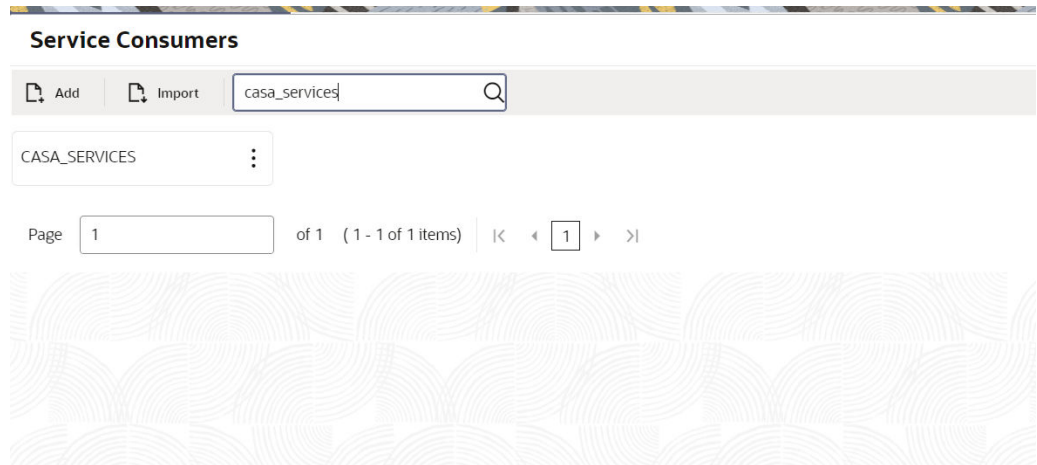 Service Consumers
Add Import casa_services
CASA_SERVICES
Page 1 of 1 ( 1 - 1 of 1 items) 1